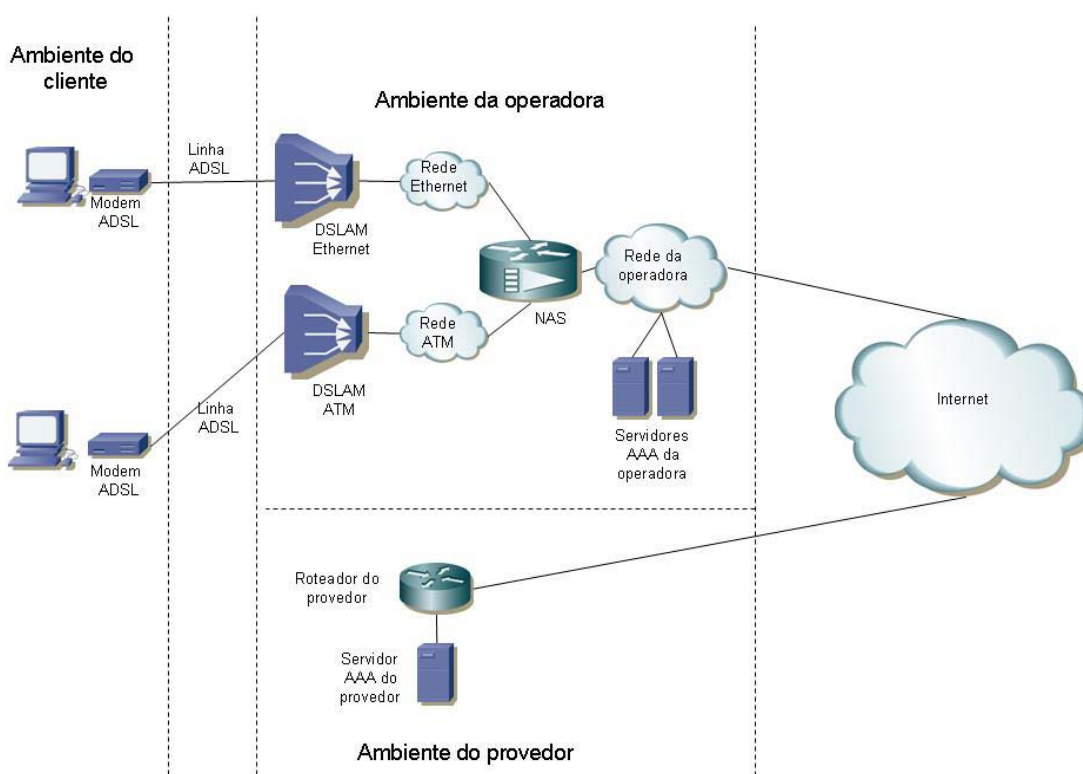 Ambiente do
cliente
Ambiente da operadora
Linha
ADSL
Modem
ADSL
DSLAM
Ethernet
Rede
Ethernet
Rede da
operadora
NAS
Rede
ATM
DSLAM
ATM
Linha
ADSL
Modem
ADSL
Servidores
AAA da
operadora
Internet
Roteador do
provedor
Servidor
AAA do
provedor
Ambiente do provedor